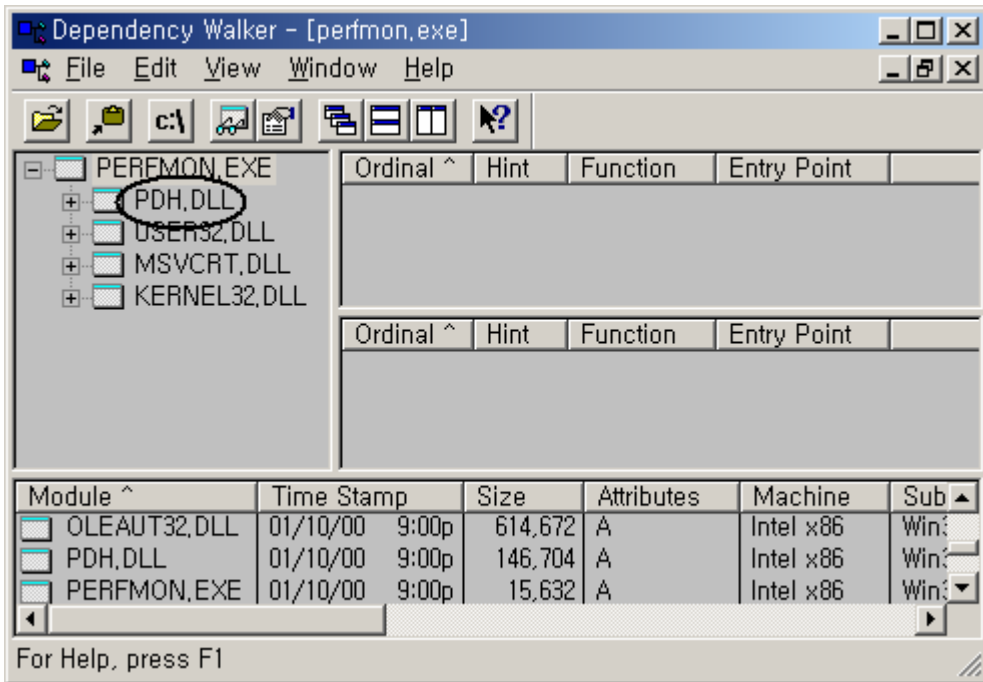 Dependency Walker - [perfmon.exe]
File Edit View Window Help
c:\
PERFMON.EXE
PDH.DLL
USER32.DLL
MSVCRT.DLL
KERNEL32.DLL
Ordinal ^ Hint Function Entry Point
Ordinal ^ Hint Function Entry Point
Module ^ Time Stamp Size Attributes Machine Sub
OLEAUT32.DLL 01/10/00 9:00p 614,672 A Intel x86 Win3
PDH.DLL 01/10/00 9:00p 146,704 A Intel x86 Win3
PERFMON.EXE 01/10/00 9:00p 15,632 A Intel x86 Win3
For Help, press F1